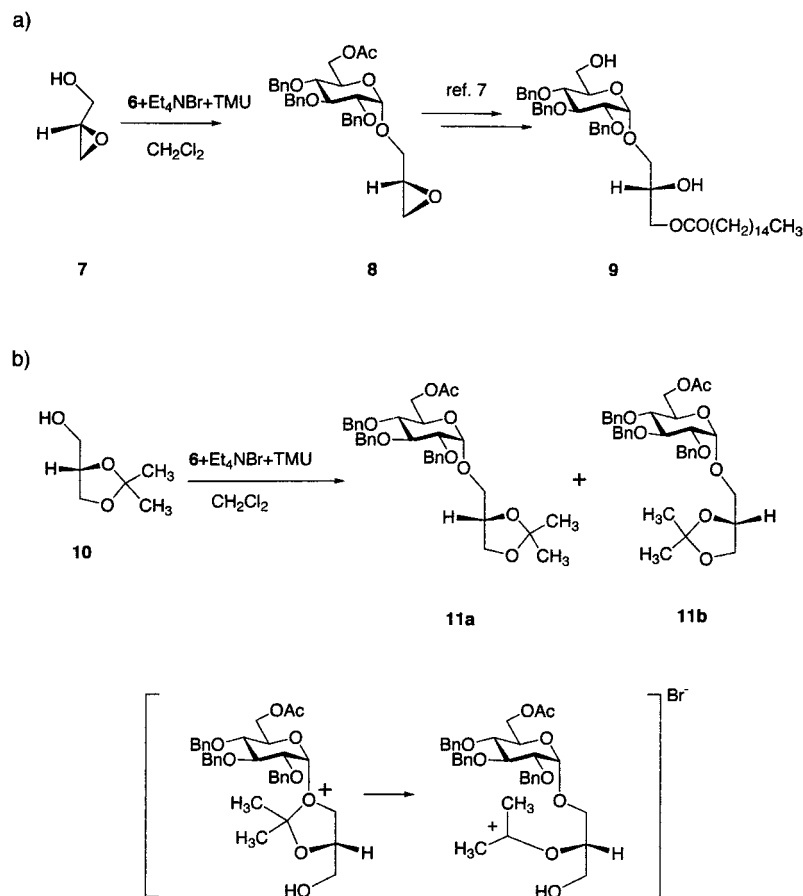 a)
HO
H
O
7
6+Et4NBr+TMU
CH2Cl2
OAc
BnO
BnO
BnO
O
O
H
O
8
ref. 7
OH
BnO
BnO
BnO
O
O
H
OH
OCO(CH2)14CH3
9
b)
HO
H
O
O
CH3
CH3
10
6+Et4NBr+TMU
CH2Cl2
OAc
BnO
BnO
BnO
O
O
H
O
O
CH3
CH3
11a
+
OAc
BnO
BnO
BnO
O
O
H3C
H3C
O
O
H
11b
OAc
BnO
BnO
BnO
O
O+
H3C
H3C
O
H
HO
OAc
BnO
BnO
BnO
O
O
CH3
+
H3C
O
H
HO
Br-